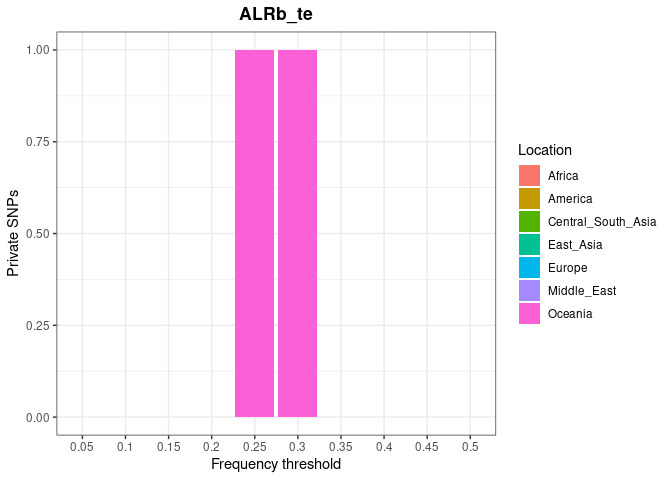 ALRb_te
1.00
0.75
0.50
0.25
0.00
Private SNPs
0.05 0.1 0.15 0.2 0.25 0.3 0.35 0.4 0.45 0.5
Frequency threshold
Location
Africa
America
Central_South_Asia
East_Asia
Europe
Middle_East
Oceania